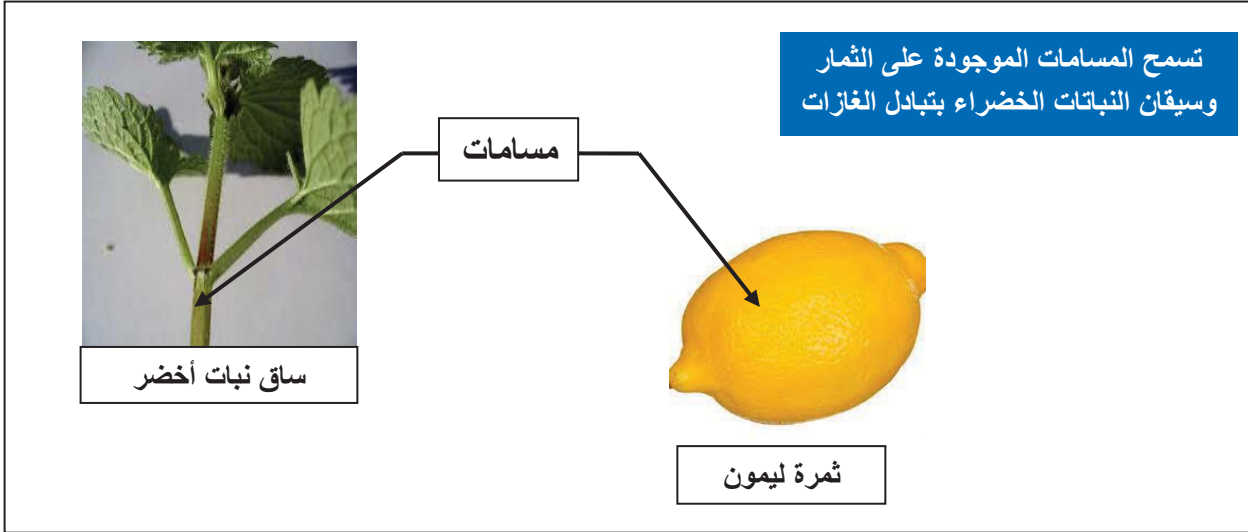 تسمح المسامات الموجودة على الثمار
وسيقان النباتات الخضراء بتبادل الغازات
مسامات
ساق نبات أخضر
ثمرة ليمون